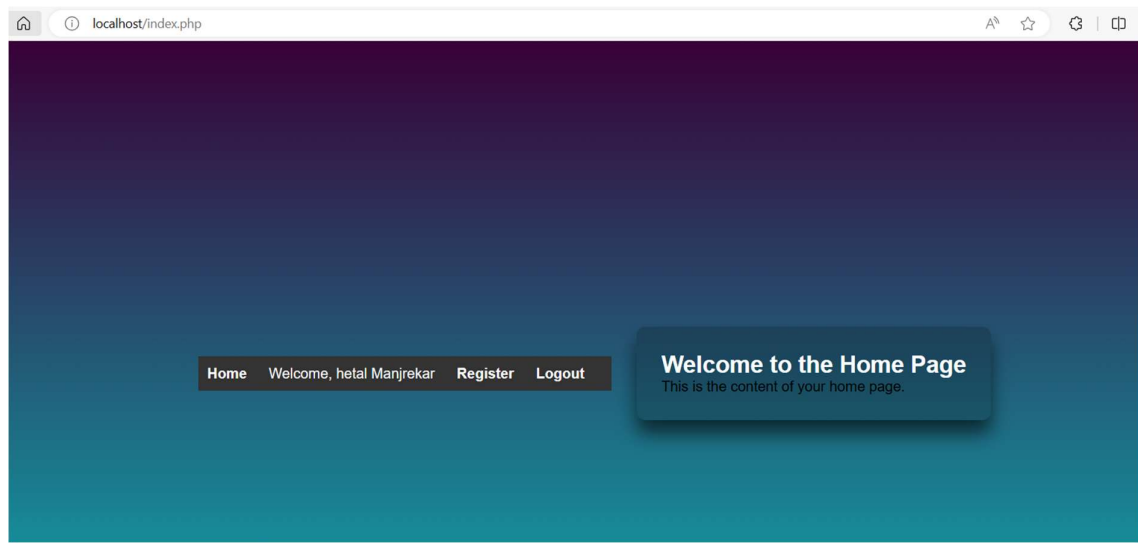 localhost/index.php
Home Welcome, hetal Manjrekar Register Logout
Welcome to the Home Page
This is the content of your home page.